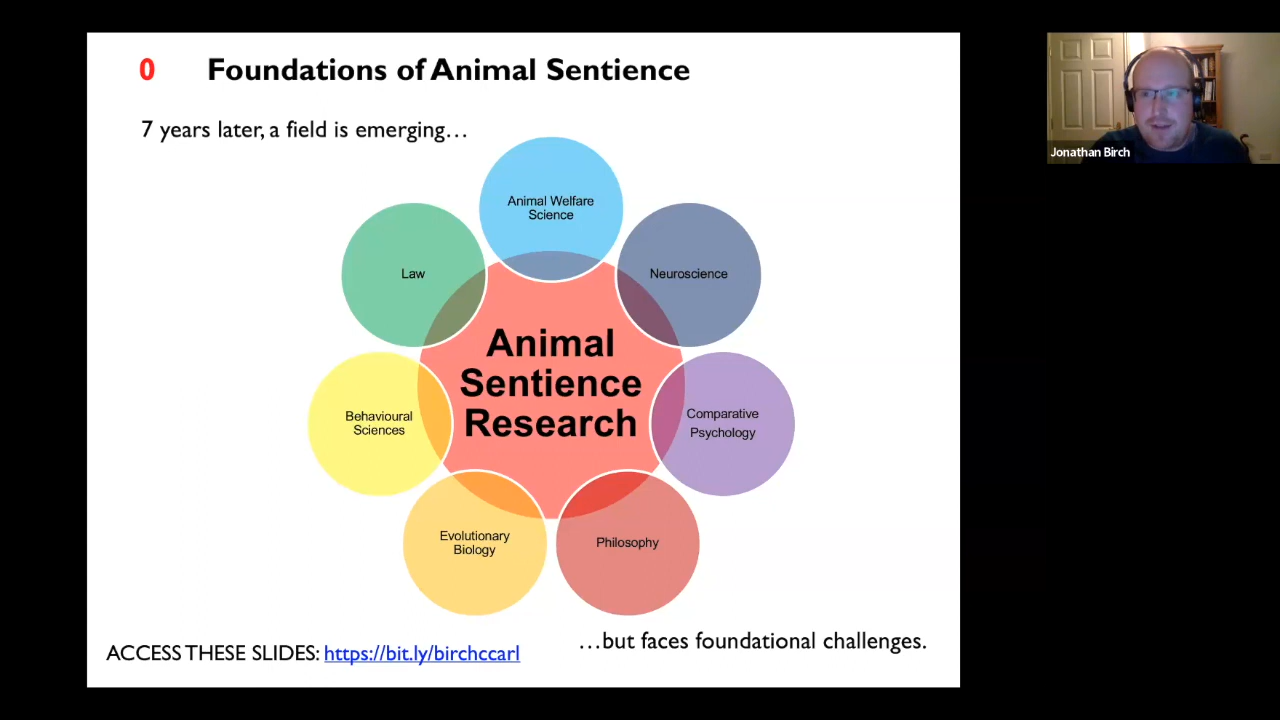 0 Foundations of Animal Sentience
7 years later, a field is emerging…
Jonathan Birch
Animal Welfare
Science
Law
Neuroscience
Animal
Sentience
Research
Behavioural
Sciences
Comparative
Psychology
Evolutionary
Biology
Philosophy
…but faces foundational challenges.
ACCESS THESE SLIDES: https://bit.ly/birchccarl